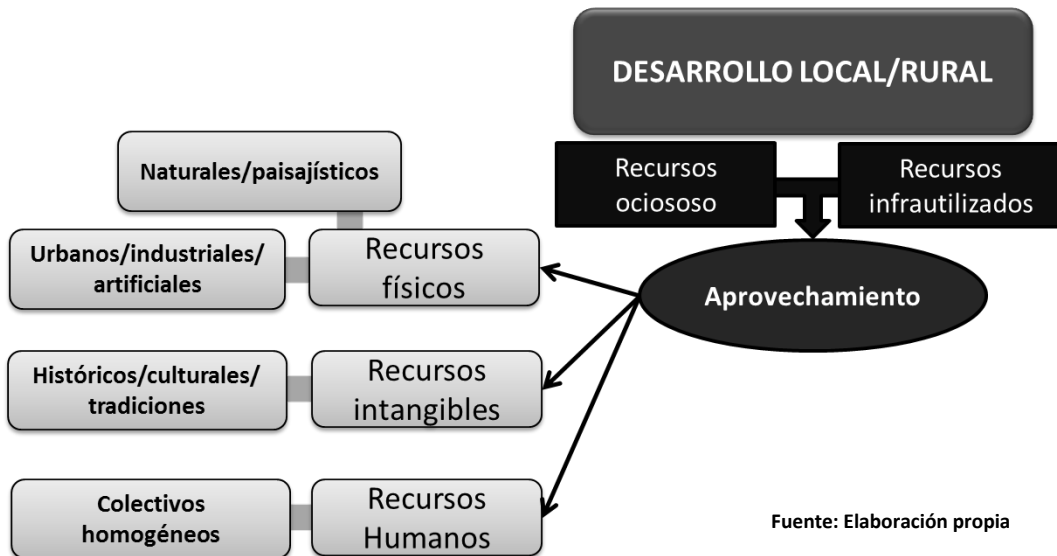 DESARROLLO LOCAL/RURAL
Recursos
ociososo
Recursos
infrautilizados
Aprovechamiento
Naturales/paisajísticos
Urbanos/industriales/
artificiales
Recursos
físicos
Históricos/culturales/
tradiciones
Recursos
intangibles
Colectivos
homogéneos
Recursos
Humanos
Fuente: Elaboración propia